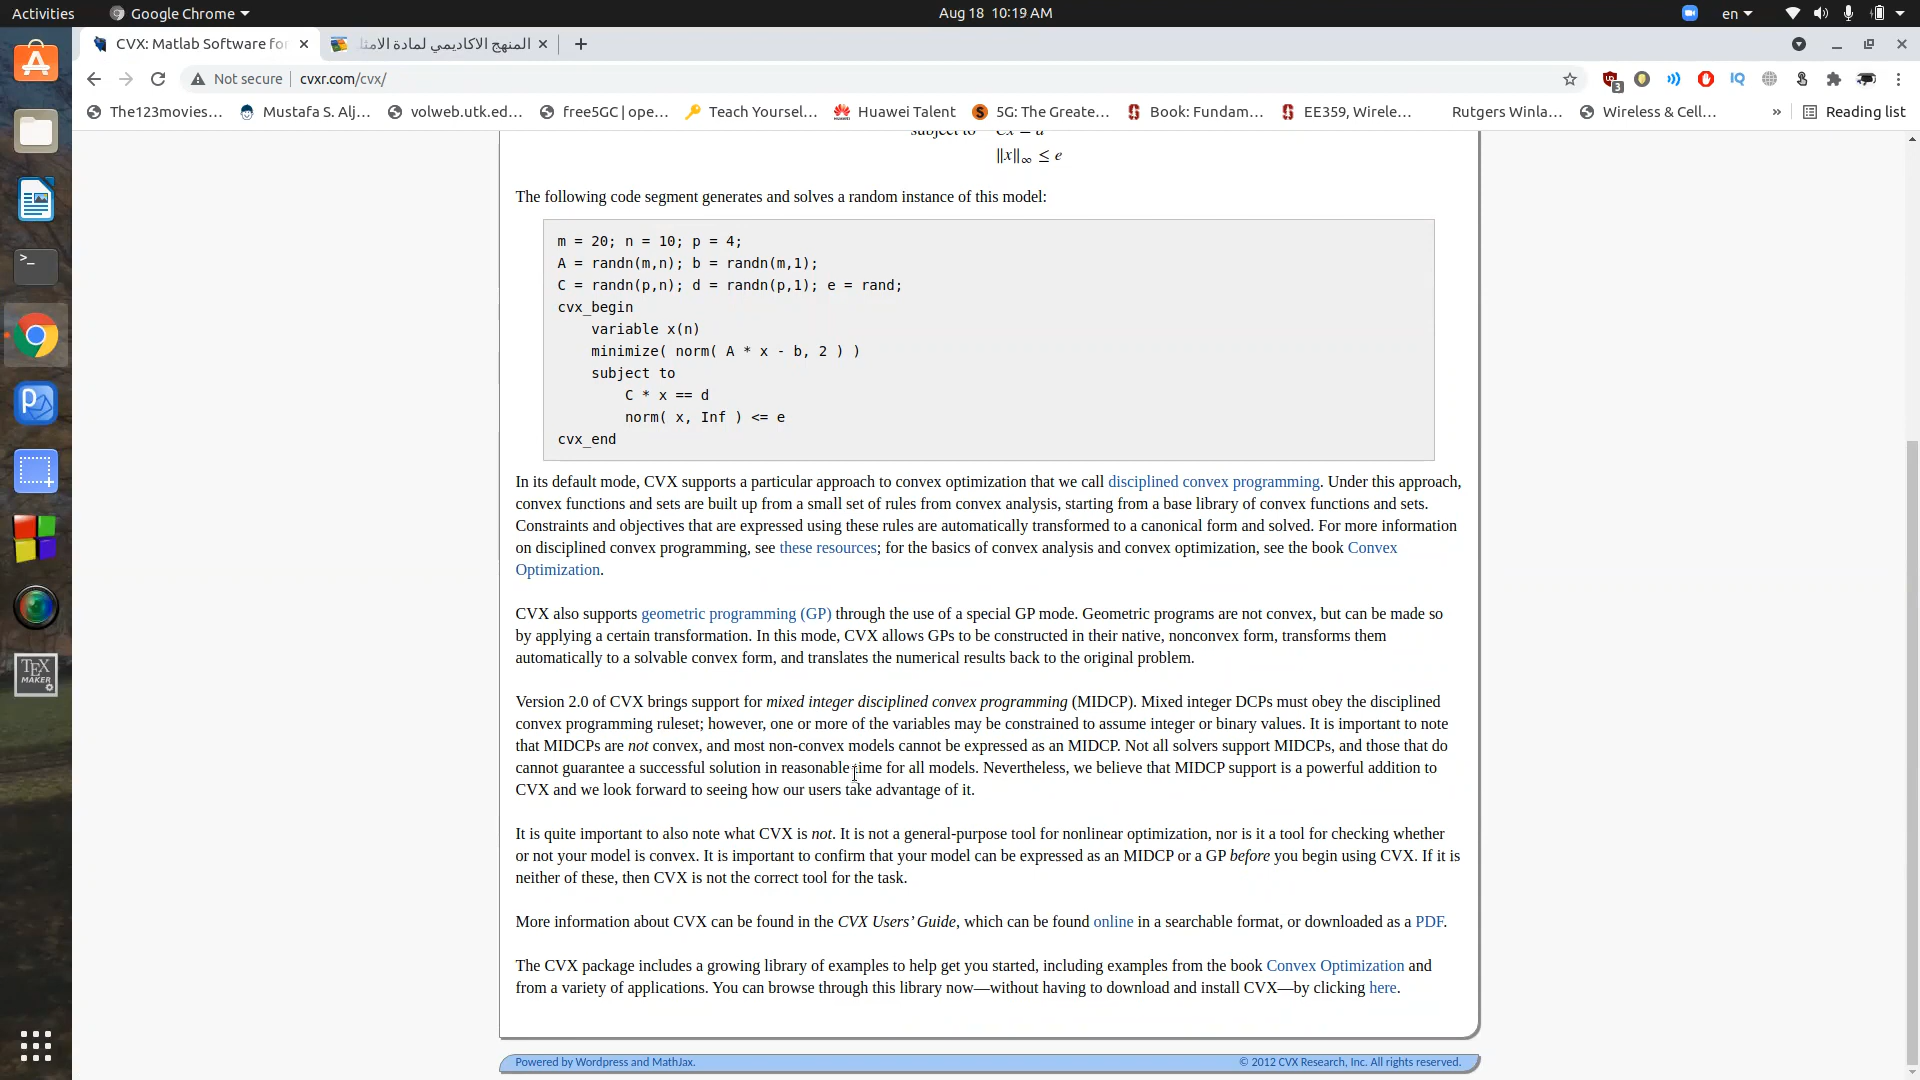 Activities Google Chrome Aug 18 10:19 AM en
CVX: Matlab Software for المنهج الاكاديمي لمادة الامثل
Not secure cvxr.com/cvx/ 3 IQ
The123movies... Mustafa S. Alj... volweb.utk.ed... free5GC | ope... Teach Yoursel... Huawei Talent 5G: The Greate... Book: Fundam... EE359, Wirele... Rutgers Winla... Wireless & Cell... » Reading list
subject to Cx = d
‖x‖∞ ≤ e
The following code segment generates and solves a random instance of this model:
m = 20; n = 10; p = 4;
A = randn(m,n); b = randn(m,1);
C = randn(p,n); d = randn(p,1); e = rand;
cvx_begin
variable x(n)
minimize( norm( A * x - b, 2 ) )
subject to
C * x == d
norm( x, Inf ) <= e
cvx_end
In its default mode, CVX supports a particular approach to convex optimization that we call disciplined convex programming. Under this approach,
convex functions and sets are built up from a small set of rules from convex analysis, starting from a base library of convex functions and sets.
Constraints and objectives that are expressed using these rules are automatically transformed to a canonical form and solved. For more information
on disciplined convex programming, see these resources; for the basics of convex analysis and convex optimization, see the book Convex
Optimization.
CVX also supports geometric programming (GP) through the use of a special GP mode. Geometric programs are not convex, but can be made so
by applying a certain transformation. In this mode, CVX allows GPs to be constructed in their native, nonconvex form, transforms them
automatically to a solvable convex form, and translates the numerical results back to the original problem.
Version 2.0 of CVX brings support for mixed integer disciplined convex programming (MIDCP). Mixed integer DCPs must obey the disciplined
convex programming ruleset; however, one or more of the variables may be constrained to assume integer or binary values. It is important to note
that MIDCPs are not convex, and most non-convex models cannot be expressed as an MIDCP. Not all solvers support MIDCPs, and those that do
cannot guarantee a successful solution in reasonable time for all models. Nevertheless, we believe that MIDCP support is a powerful addition to
CVX and we look forward to seeing how our users take advantage of it.
It is quite important to also note what CVX is not. It is not a general-purpose tool for nonlinear optimization, nor is it a tool for checking whether
or not your model is convex. It is important to confirm that your model can be expressed as an MIDCP or a GP before you begin using CVX. If it is
neither of these, then CVX is not the correct tool for the task.
More information about CVX can be found in the CVX Users’ Guide, which can be found online in a searchable format, or downloaded as a PDF.
The CVX package includes a growing library of examples to help get you started, including examples from the book Convex Optimization and
from a variety of applications. You can browse through this library now—without having to download and install CVX—by clicking here.
Powered by Wordpress and MathJax. © 2012 CVX Research, Inc. All rights reserved.
TEX
MAKER